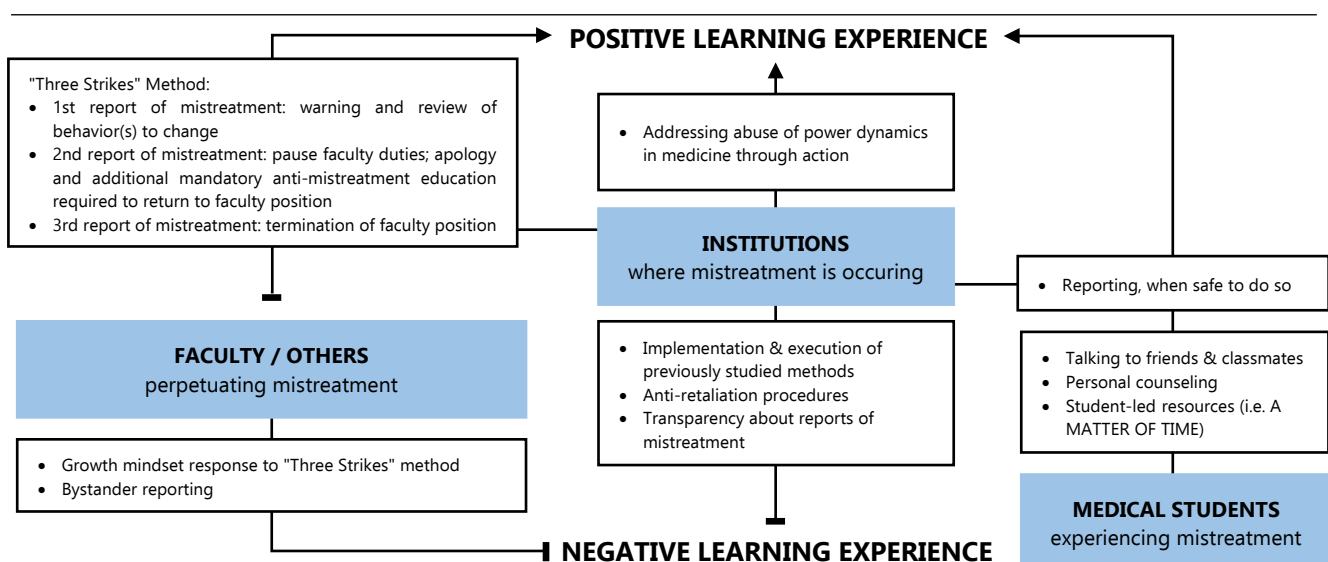 POSITIVE LEARNING EXPERIENCE
"Three Strikes" Method:
• 1st report of mistreatment: warning and review of
behavior(s) to change
• 2nd report of mistreatment: pause faculty duties; apology
and additional mandatory anti-mistreatment education
required to return to faculty position
• 3rd report of mistreatment: termination of faculty position
• Addressing abuse of power dynamics
in medicine through action
INSTITUTIONS
where mistreatment is occuring
• Reporting, when safe to do so
FACULTY / OTHERS
perpetuating mistreatment
• Implementation & execution of
previously studied methods
• Anti-retaliation procedures
• Transparency about reports of
mistreatment
• Talking to friends & classmates
• Personal counseling
• Student-led resources (i.e. A
MATTER OF TIME)
• Growth mindset response to "Three Strikes" method
• Bystander reporting
MEDICAL STUDENTS
experiencing mistreatment
NEGATIVE LEARNING EXPERIENCE